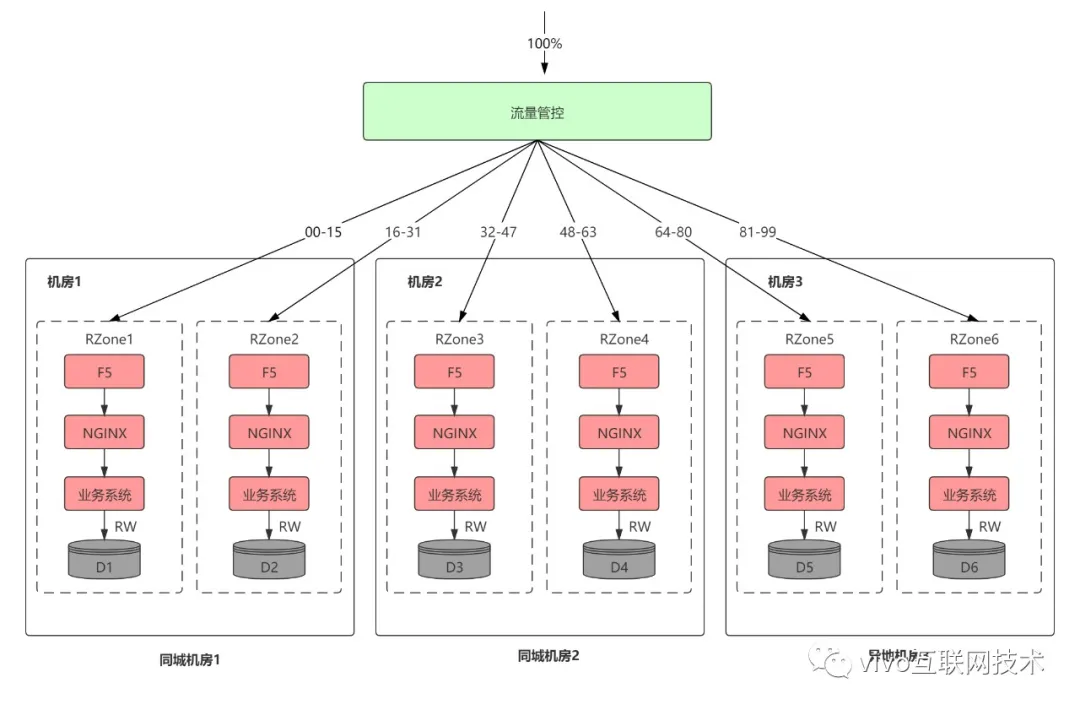 100%
流量管控
00-15
16-31
32-47
48-63
64-80
81-99
机房1
机房2
机房3
RZone1
RZone2
RZone3
RZone4
RZone5
RZone6
F5
F5
F5
F5
F5
F5
NGINX
NGINX
NGINX
NGINX
NGINX
NGINX
业务系统
业务系统
业务系统
业务系统
业务系统
业务系统
RW
RW
RW
RW
RW
RW
D1
D2
D3
D4
D5
D6
同城机房1
同城机房2
异地机房3
vivo互联网技术